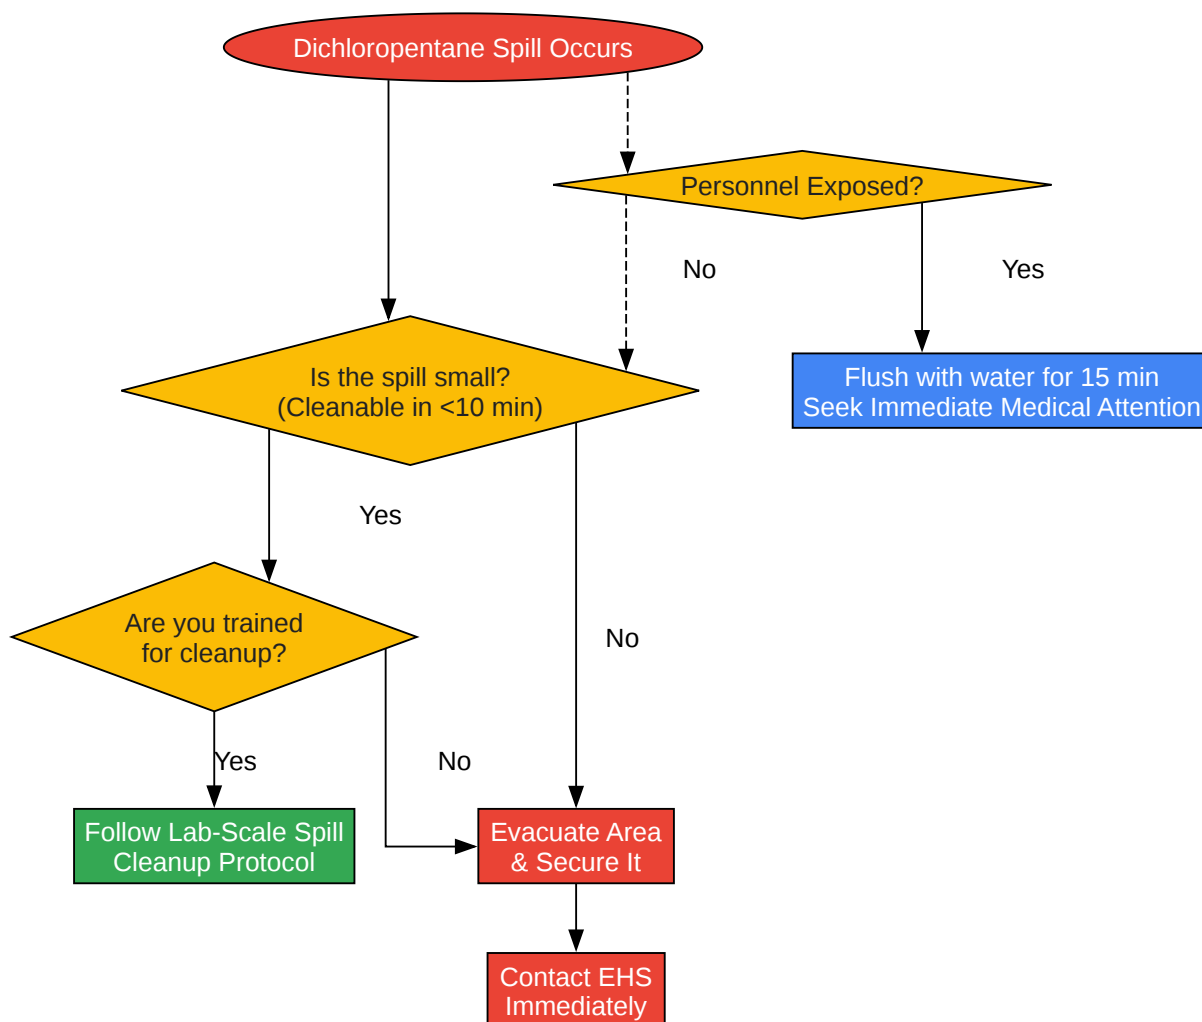 Dichloropentane Spill Occurs
Personnel Exposed?
No
Yes
Is the spill small?
(Cleanable in <10 min)
Flush with water for 15 min
Seek Immediate Medical Attention
Yes
Are you trained
for cleanup?
No
Yes
No
Follow Lab-Scale Spill
Cleanup Protocol
Evacuate Area
& Secure It
Contact EHS
Immediately